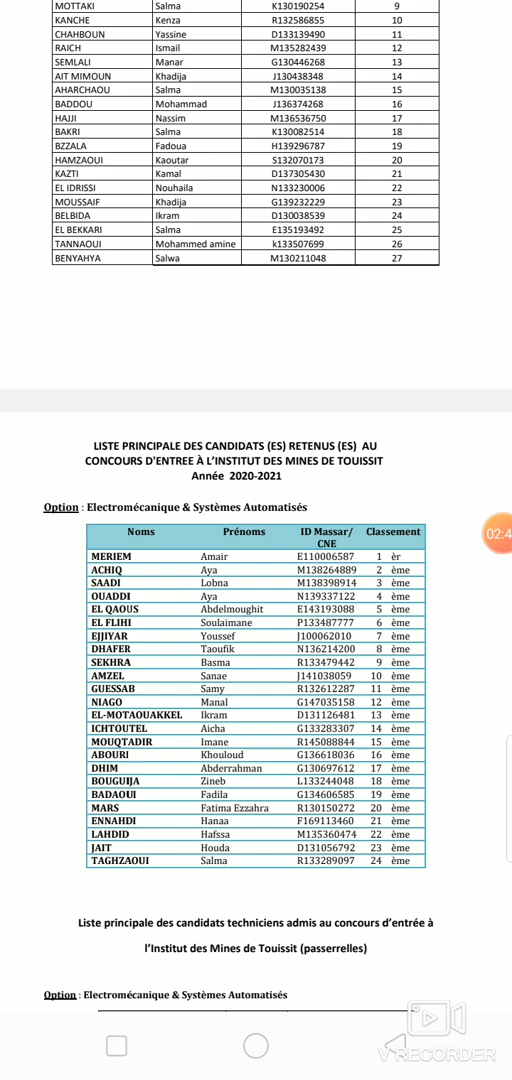 MOTTAKI Salma K130190254 9
KANCHE Kenza R132586855 10
CHAHBOUN Yassine D133139490 11
RAICH Ismail M135282439 12
SEMLALI Manar G130446268 13
AIT MIMOUN Khadija J130438348 14
AHARCHAOU Salma M130035138 15
BADDOU Mohammad J136374268 16
HAJJI Nassim M136536750 17
BAKRI Salma K130082514 18
BZZALA Fadoua H139296787 19
HAMZAOUI Kaoutar S132070173 20
KAZTI Kamal D137305430 21
EL IDRISSI Nouhaila N133230006 22
MOUSSAIF Khadija G139232229 23
BELBIDA Ikram D130038539 24
EL BEKKARI Salma E135193492 25
TANNAOUI Mohammed amine k133507699 26
BENYAHYA Salwa M130211048 27
LISTE PRINCIPALE DES CANDIDATS (ES) RETENUS (ES) AU
CONCOURS D'ENTREE À L'INSTITUT DES MINES DE TOUISSIT
Année 2020-2021
Option : Electromécanique & Systèmes Automatisés
Noms Prénoms ID Massar/ CNE Classement
MERIEM Amair E110006587 1 èr
ACHIQ Aya M138264889 2 ème
SAADI Lobna M138398914 3 ème
OUADDI Aya N139337122 4 ème
EL QAOUS Abdelmoughit E143193088 5 ème
EL FLIHI Soulaimane P133487777 6 ème
EJJIYAR Youssef J100062010 7 ème
DHAFER Taoufik N136214200 8 ème
SEKHRA Basma R133479442 9 ème
AMZEL Sanae J141038059 10 ème
GUESSAB Samy R132612287 11 ème
NIAGO Manal G147035158 12 ème
EL-MOTAOUAKKEL Ikram D131126481 13 ème
ICHTOUTEL Aicha G133283307 14 ème
MOUQTADIR Imane R145088844 15 ème
ABOURI Khouloud G136618036 16 ème
DHIM Abderrahman G130697612 17 ème
BOUGUIJA Zineb L133244048 18 ème
BADAOUI Fadila G134606585 19 ème
MARS Fatima Ezzahra R130150272 20 ème
ENNAHDI Hanaa F169113460 21 ème
LAHDID Hafssa M135360474 22 ème
JAIT Houda D131056792 23 ème
TAGHZAOUI Salma R133289097 24 ème
02:4
Liste principale des candidats techniciens admis au concours d'entrée à
l'Institut des Mines de Touissit (passerrelles)
Option : Electromécanique & Systèmes Automatisés
V RECORDER